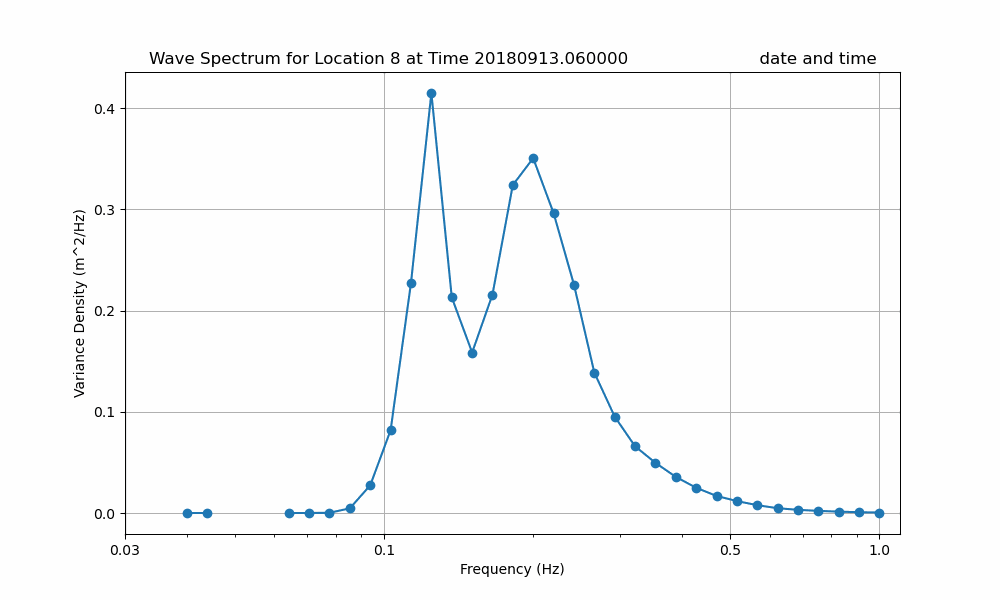 Wave Spectrum for Location 8 at Time 20180913.060000 date and time
0.4
0.3
0.2
0.1
0.0
Variance Density (m^2/Hz)
0.03 0.1 0.5 1.0
Frequency (Hz)